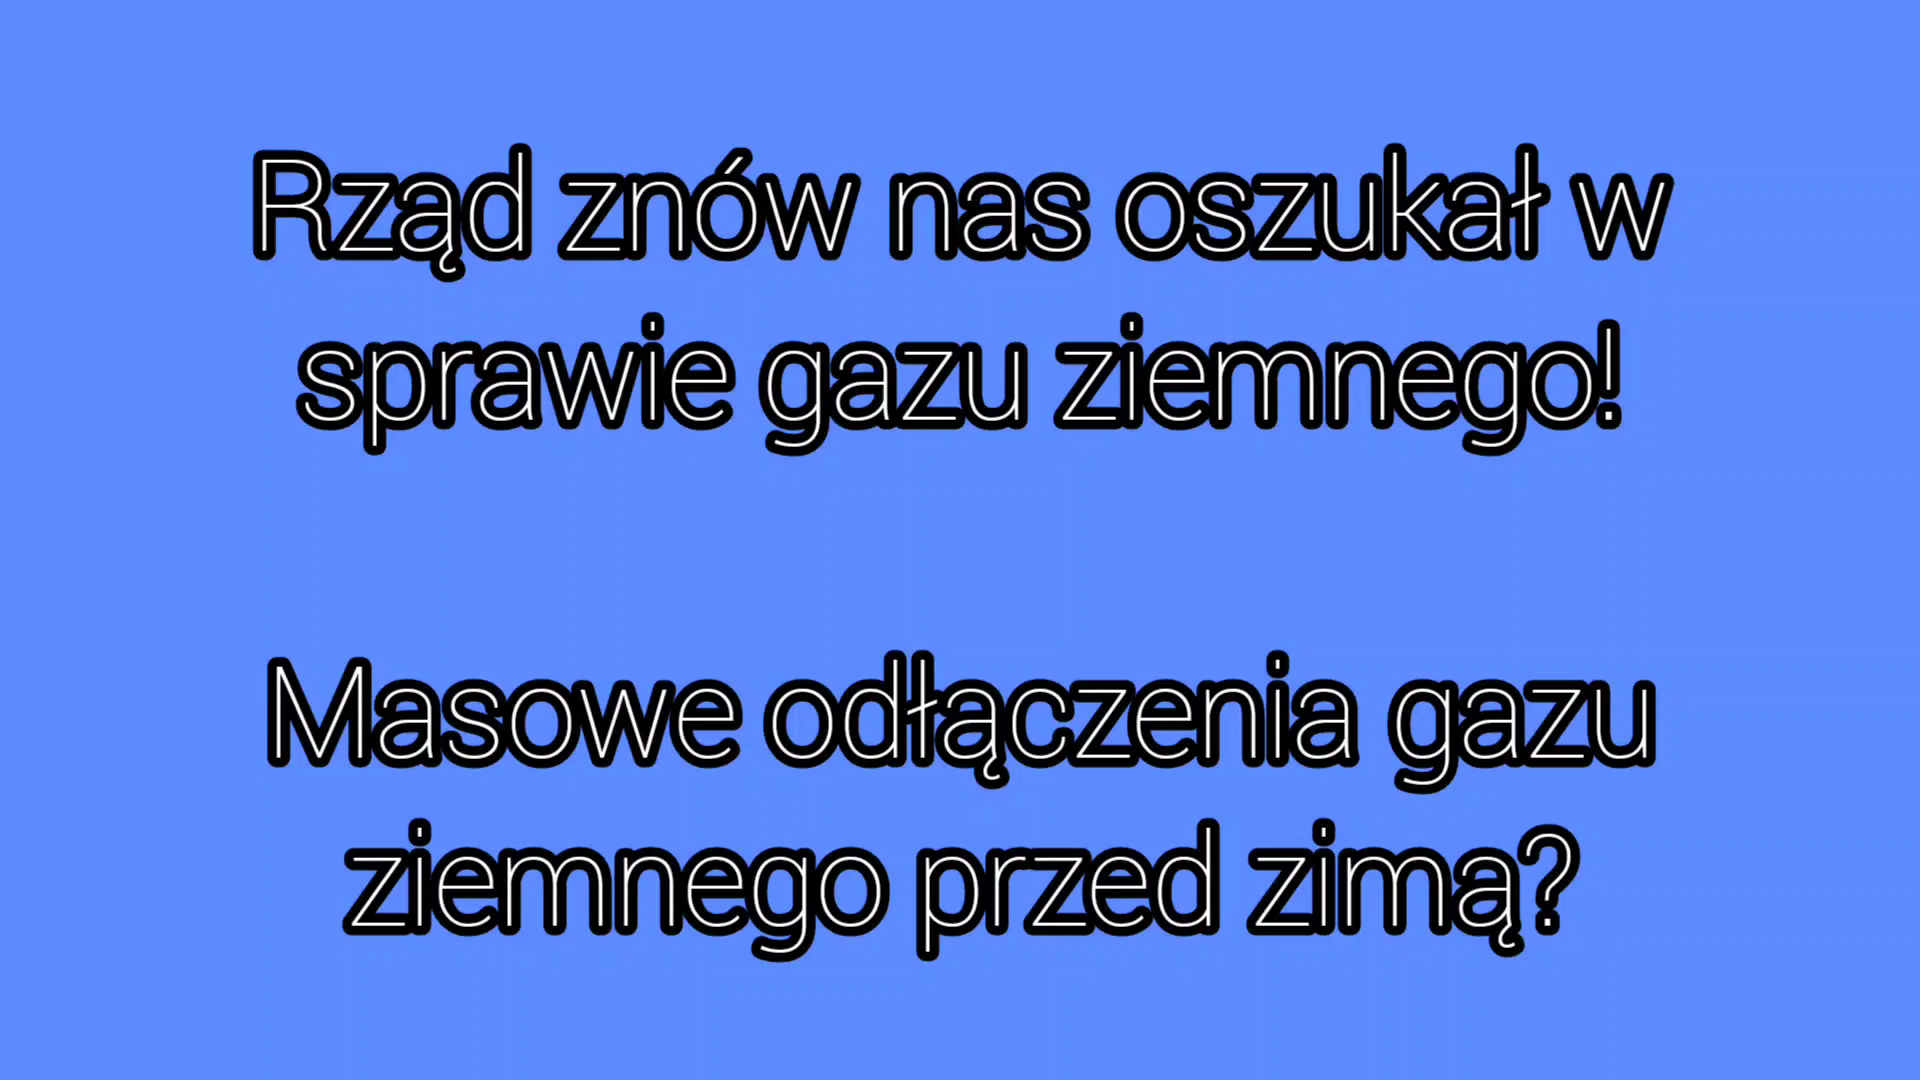 Rząd znów nas oszukał w
sprawie gazu ziemnego!
Masowe odłączenia gazu
ziemnego przed zimą?